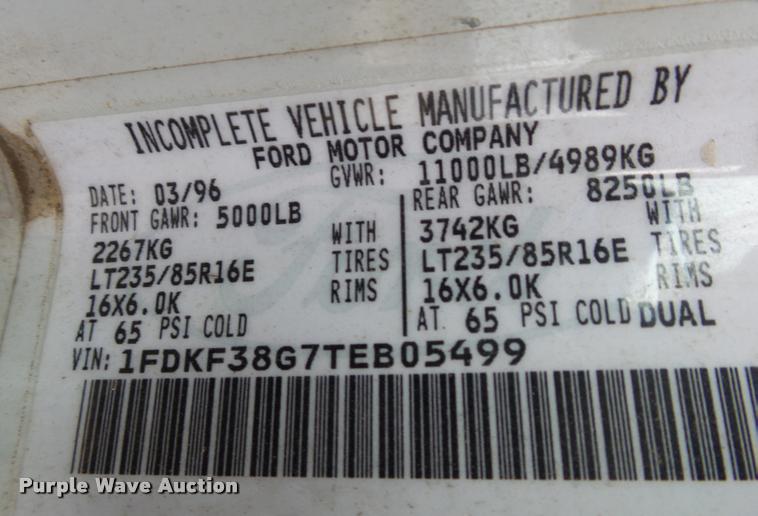 INCOMPLETE VEHICLE MANUFACTURED BY
FORD MOTOR COMPANY
DATE: 03/96 GVWR: 11000LB/4989KG
FRONT GAWR: 5000LB
2267KG WITH
LT235/85R16E TIRES
16X6.0K RIMS
AT 65 PSI COLD
REAR GAWR: 8250LB
3742KG WITH
LT235/85R16E TIRES
16X6.0K RIMS
AT 65 PSI COLD DUAL
VIN: 1FDKF38G7TEB05499
Purple Wave Auction